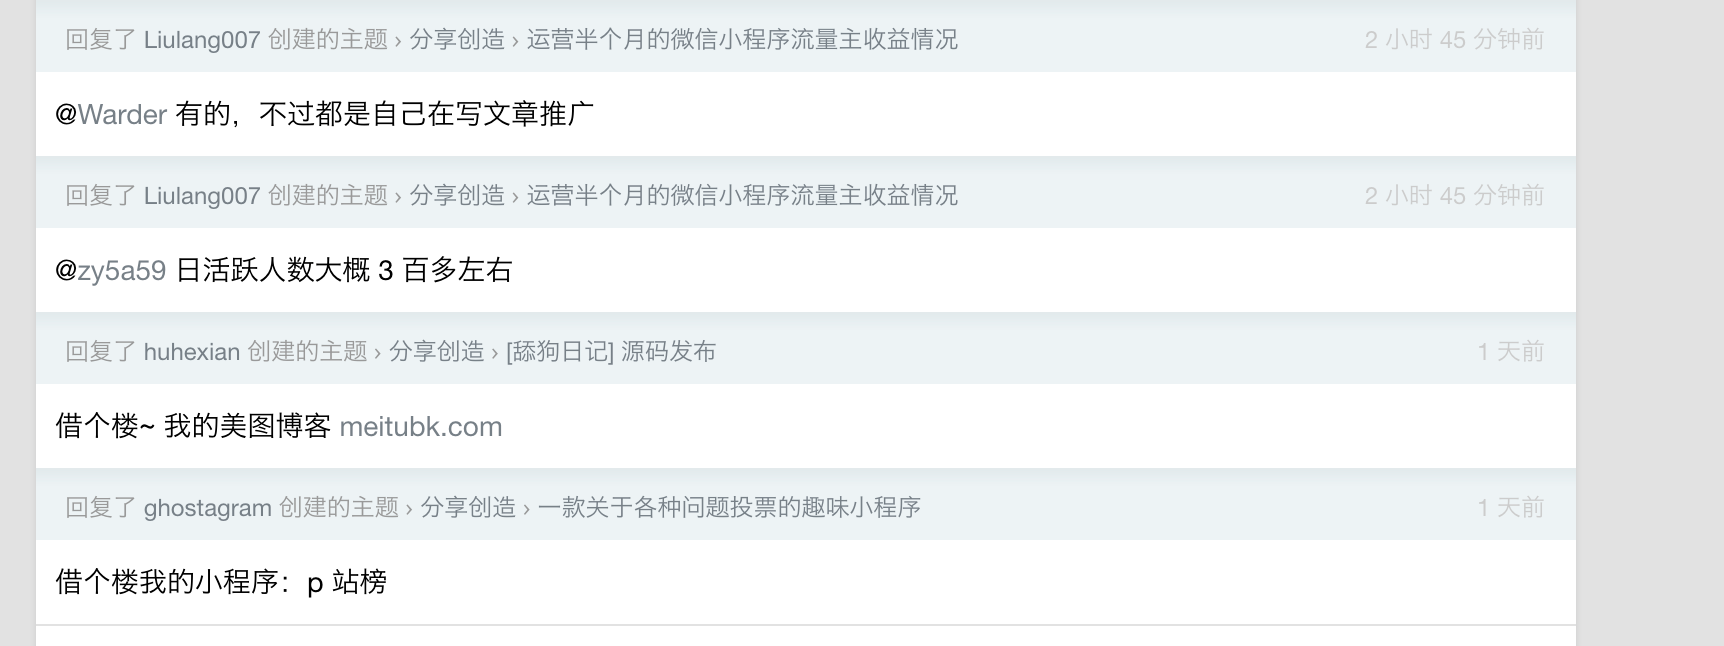 回复了 Liulang007 创建的主题 › 分享创造 › 运营半个月的微信小程序流量主收益情况 2 小时 45 分钟前
@Warder 有的，不过都是自己在写文章推广
回复了 Liulang007 创建的主题 › 分享创造 › 运营半个月的微信小程序流量主收益情况 2 小时 45 分钟前
@zy5a59 日活跃人数大概 3 百多左右
回复了 huhexian 创建的主题 › 分享创造 › [舔狗日记] 源码发布 1 天前
借个楼~ 我的美图博客 meitubk.com
回复了 ghostagram 创建的主题 › 分享创造 › 一款关于各种问题投票的趣味小程序 1 天前
借个楼我的小程序：p 站榜